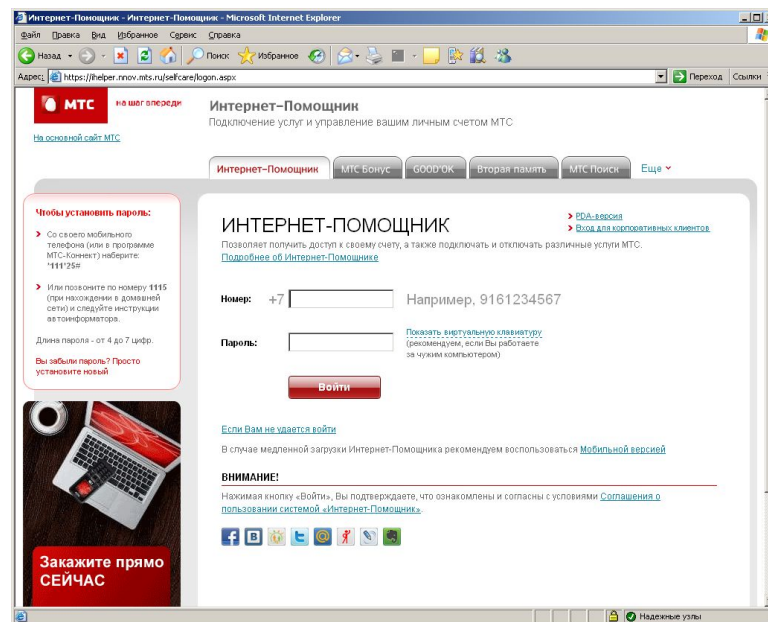 Интернет-Помощник - Интернет-Помощник - Microsoft Internet Explorer
Файл Правка Вид Избранное Сервис Справка
Назад Поиск Избранное
Адрес: https://ihelper.nnov.mts.ru/selfcare/logon.aspx Переход Ссылки
МТС на шаг впереди
На основной сайт МТС
Интернет-Помощник
Подключение услуг и управление вашим личным счетом МТС
Интернет-Помощник МТС Бонус GOOD'OK Вторая память МТС Поиск Еще
Чтобы установить пароль:
Со своего мобильного
телефона (или в программе
МТС-Коннект) наберите:
*111*25#
Или позвоните по номеру 1115
(при нахождении в домашней
сети) и следуйте инструкции
автоинформатора.
Длина пароля - от 4 до 7 цифр.
Вы забыли пароль? Просто
установите новый
Закажите прямо
СЕЙЧАС
ИНТЕРНЕТ-ПОМОЩНИК
PDA-версия
Вход для корпоративных клиентов
Позволяет получить доступ к своему счету, а также подключать и отключать различные услуги МТС.
Подробнее об Интернет-Помощнике
Номер: +7 Например, 9161234567
Пароль: Показать виртуальную клавиатуру
(рекомендуем, если Вы работаете
за чужим компьютером)
Войти
Если Вам не удается войти
В случае медленной загрузки Интернет-Помощника рекомендуем воспользоваться Мобильной версией
ВНИМАНИЕ!
Нажимая кнопку «Войти», Вы подтверждаете, что ознакомлены и согласны с условиями Соглашения о
пользовании системой «Интернет-Помощник».
Надежные узлы